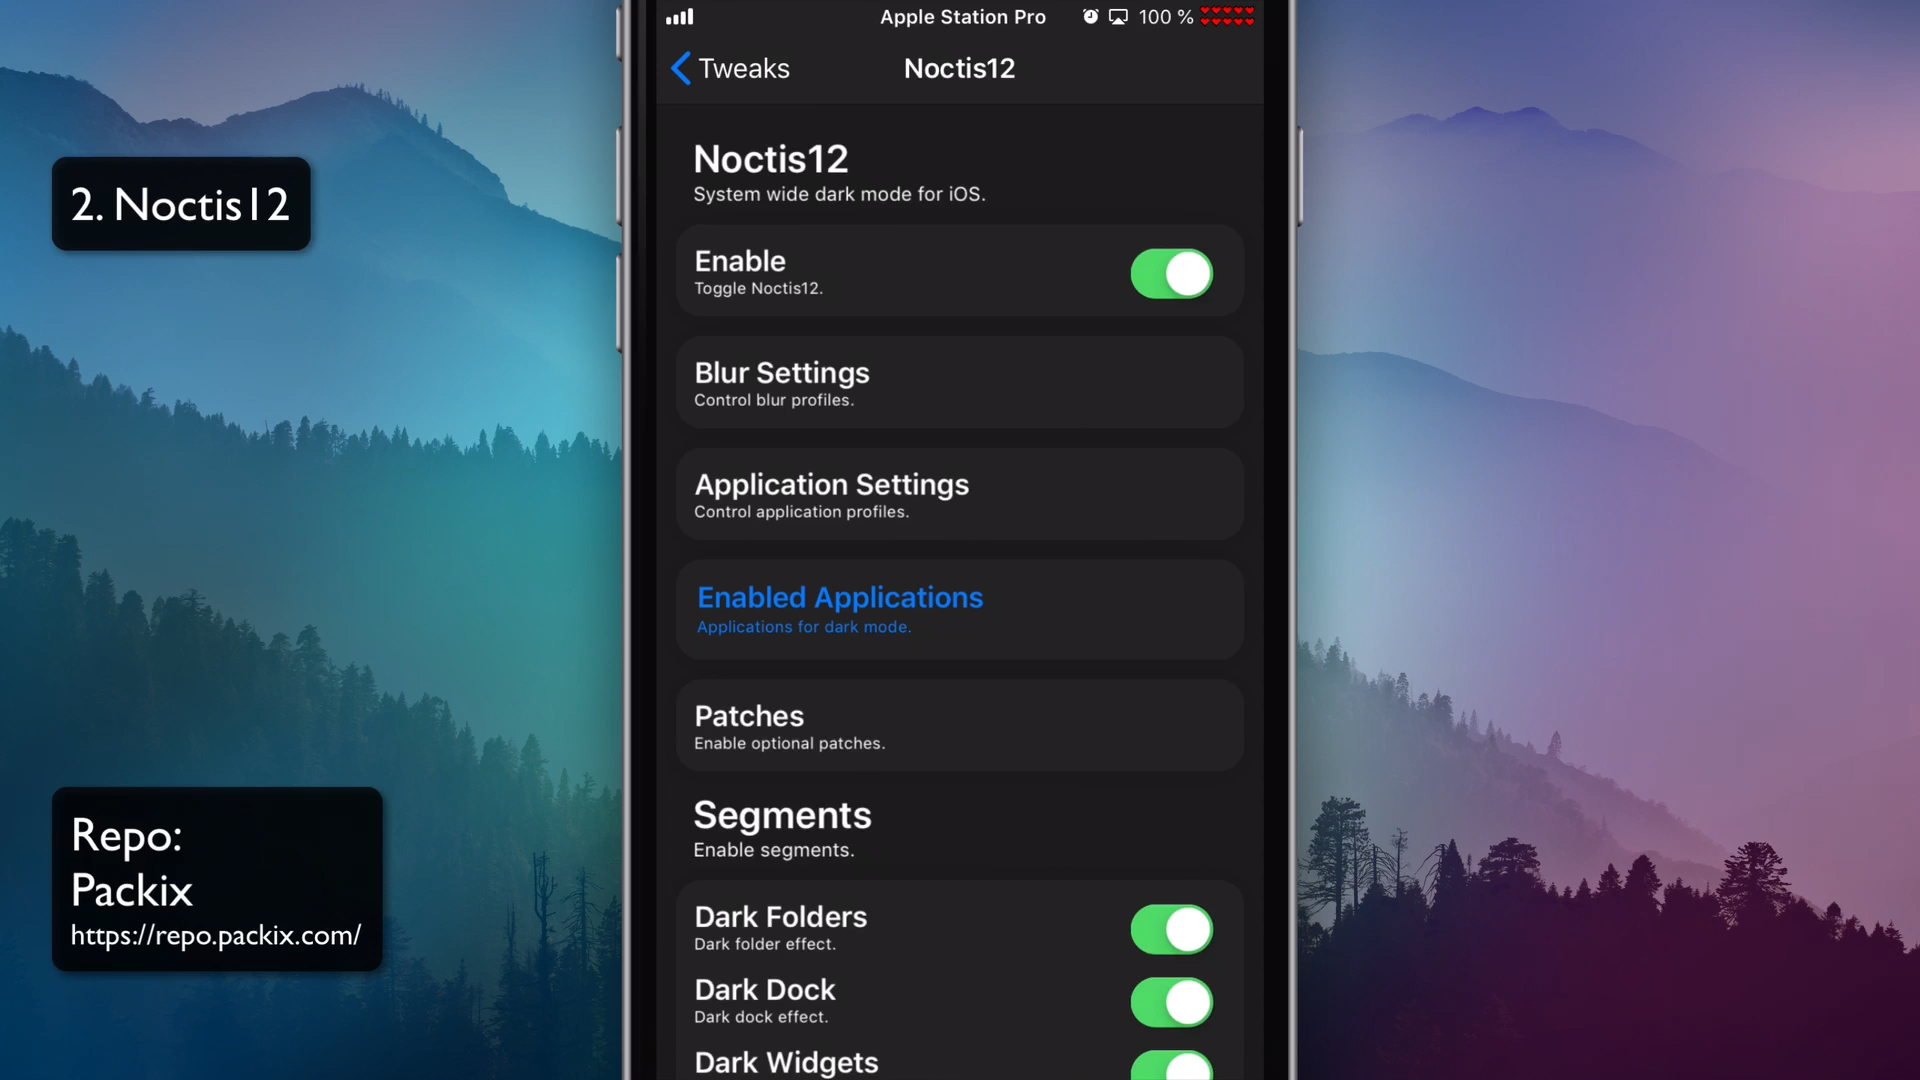 Apple Station Pro
100 %
Tweaks
Noctis12
Noctis12
System wide dark mode for iOS.
Enable
Toggle Noctis12.
Blur Settings
Control blur profiles.
Application Settings
Control application profiles.
Enabled Applications
Applications for dark mode.
Patches
Enable optional patches.
Segments
Enable segments.
Dark Folders
Dark folder effect.
Dark Dock
Dark dock effect.
Dark Widgets
2. Noctis12
Repo:
Packix
https://repo.packix.com/